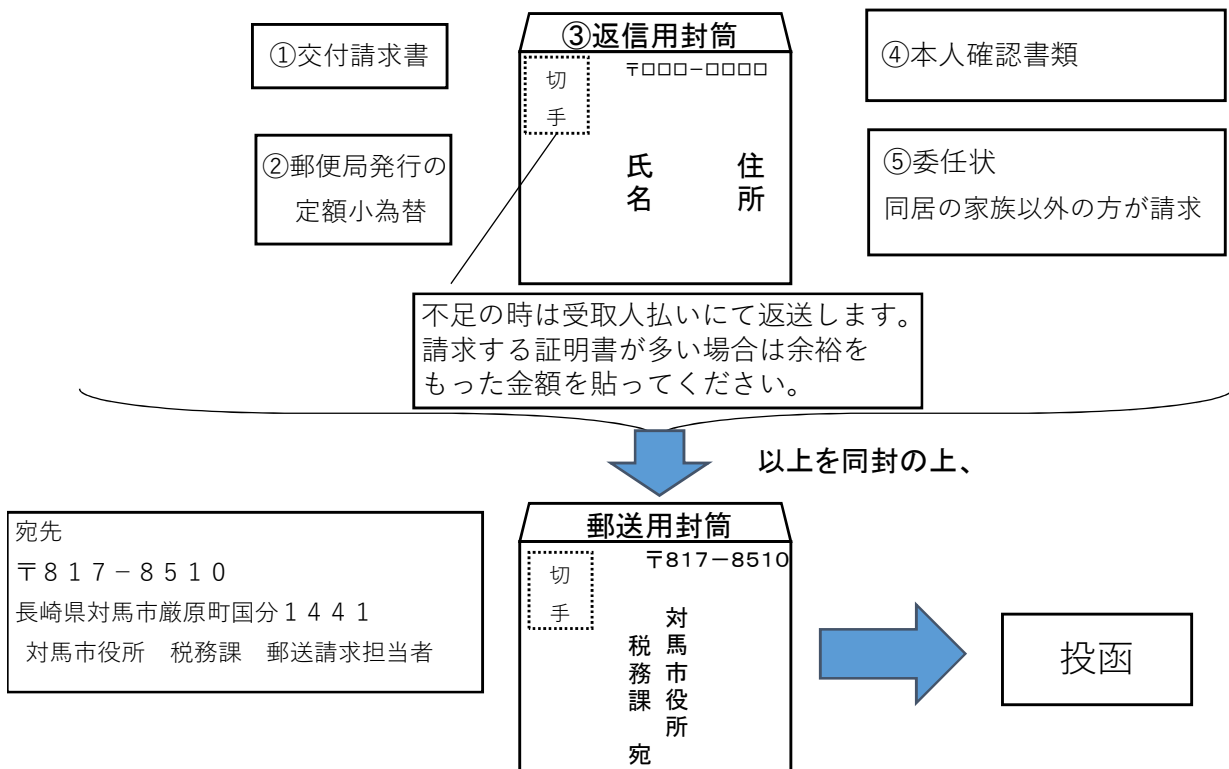 ①交付請求書
②郵便局発行の
定額小為替
③返信用封筒
切
手
〒□□□−□□□□
住所
氏名
④本人確認書類
⑤委任状
同居の家族以外の方が請求
不足の時は受取人払いにて返送します。
請求する証明書が多い場合は余裕を
もった金額を貼ってください。
以上を同封の上、
宛先
〒８１７−８５１０
長崎県対馬市厳原町国分１４４１
対馬市役所　税務課　郵送請求担当者
郵送用封筒
切
手
〒817−8510
対馬市役所
税務課　宛
投函